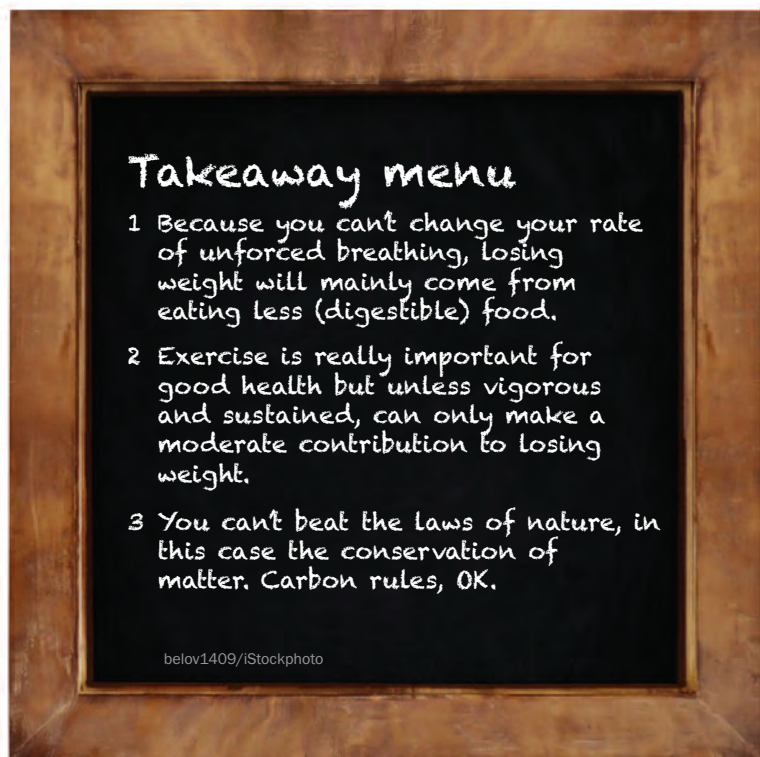 Takeaway menu
1 Because you can't change your rate
of unforced breathing, losing
weight will mainly come from
eating less (digestible) food.
2 Exercise is really important for
good health but unless vigorous
and sustained, can only make a
moderate contribution to losing
weight.
3 You can't beat the laws of nature, in
this case the conservation of
matter. Carbon rules, OK.
belov1409/iStockphoto